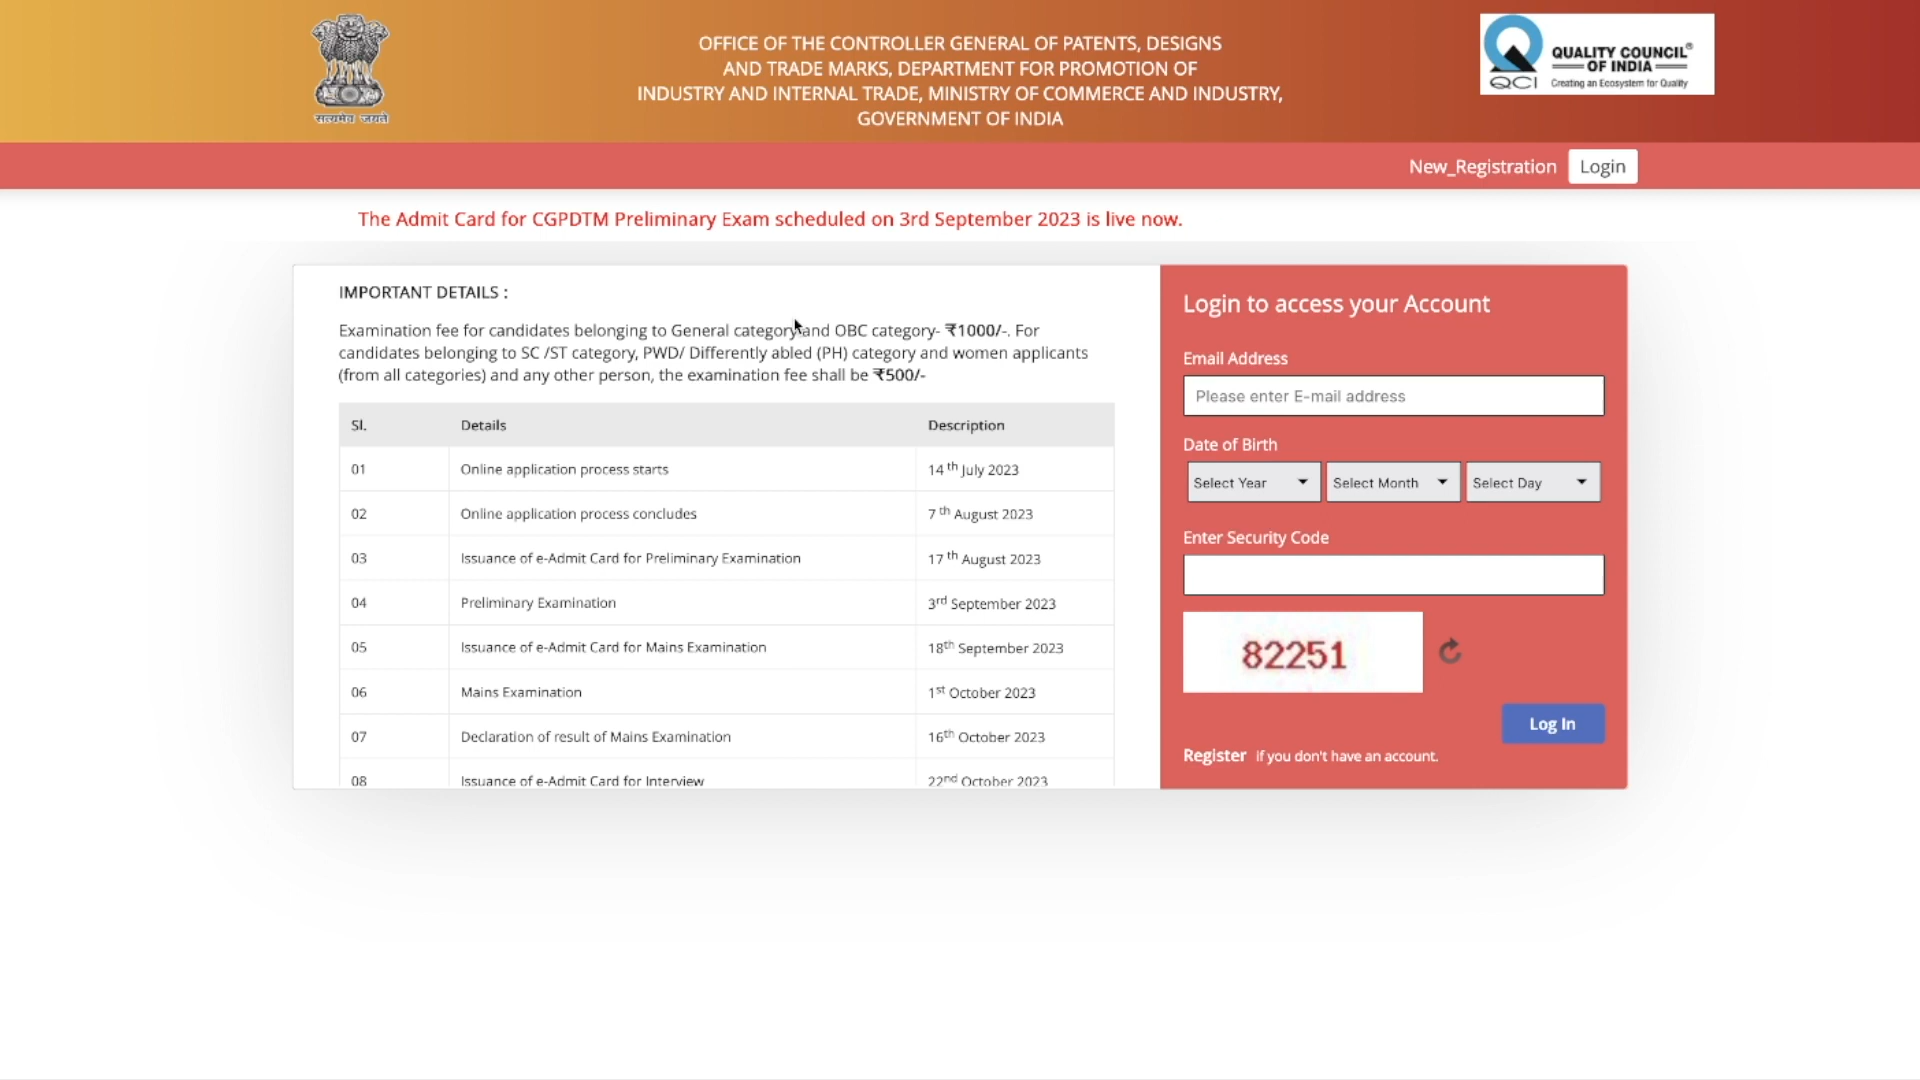 सत्यमेव जयते
OFFICE OF THE CONTROLLER GENERAL OF PATENTS, DESIGNS
AND TRADE MARKS, DEPARTMENT FOR PROMOTION OF
INDUSTRY AND INTERNAL TRADE, MINISTRY OF COMMERCE AND INDUSTRY,
GOVERNMENT OF INDIA
QCI
QUALITY COUNCIL®
OF INDIA
Creating an Ecosystem for Quality
New_Registration
Login
The Admit Card for CGPDTM Preliminary Exam scheduled on 3rd September 2023 is live now.
IMPORTANT DETAILS :
Examination fee for candidates belonging to General category and OBC category- ₹1000/-. For
candidates belonging to SC /ST category, PWD/ Differently abled (PH) category and women applicants
(from all categories) and any other person, the examination fee shall be ₹500/-
Sl. Details Description
01 Online application process starts 14 th July 2023
02 Online application process concludes 7 th August 2023
03 Issuance of e-Admit Card for Preliminary Examination 17 th August 2023
04 Preliminary Examination 3rd September 2023
05 Issuance of e-Admit Card for Mains Examination 18th September 2023
06 Mains Examination 1st October 2023
07 Declaration of result of Mains Examination 16th October 2023
08 Issuance of e-Admit Card for Interview 22nd October 2023
Login to access your Account
Email Address
Please enter E-mail address
Date of Birth
Select Year Select Month Select Day
Enter Security Code
82251
Log In
Register if you don't have an account.